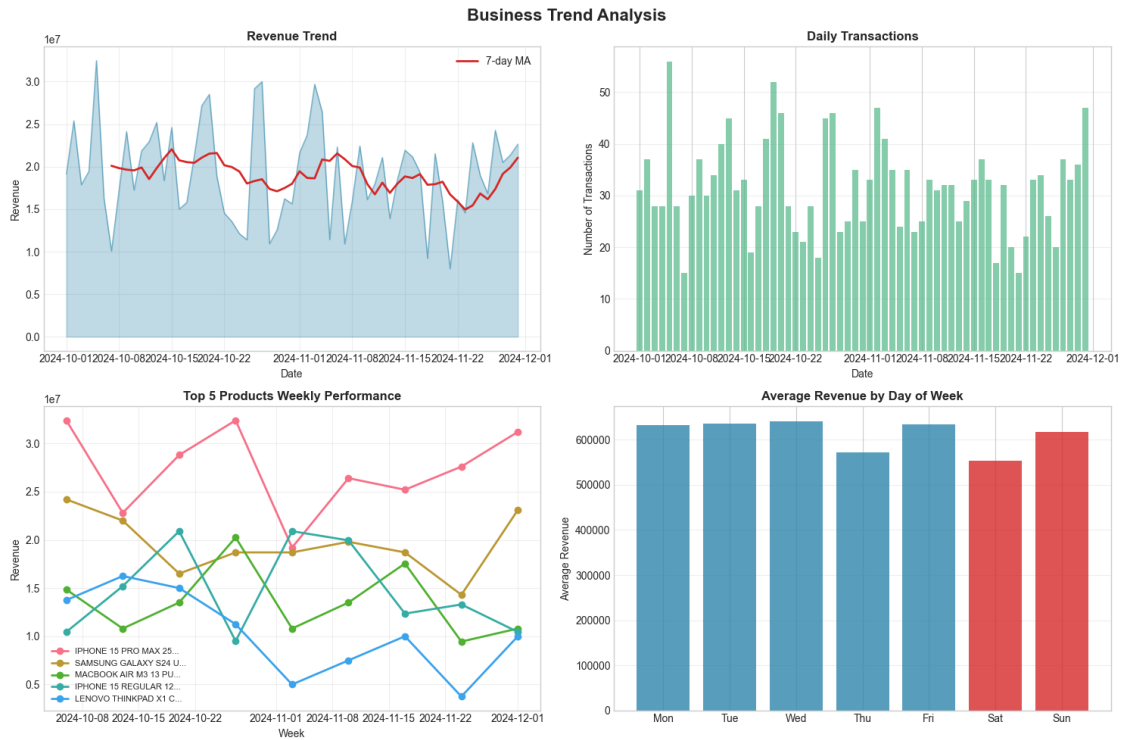 Business Trend Analysis
Revenue Trend
1e7
7-day MA
3.0
2.5
2.0
1.5
1.0
0.5
0.0
Revenue
2024-10-01 2024-10-08 2024-10-15 2024-10-22 2024-11-01 2024-11-08 2024-11-15 2024-11-22 2024-12-01
Date
Daily Transactions
50
40
30
20
10
0
Number of Transactions
2024-10-01 2024-10-08 2024-10-15 2024-10-22 2024-11-01 2024-11-08 2024-11-15 2024-11-22 2024-12-01
Date
Top 5 Products Weekly Performance
1e7
3.0
2.5
2.0
1.5
1.0
0.5
Revenue
IPHONE 15 PRO MAX 25...
SAMSUNG GALAXY S24 U...
MACBOOK AIR M3 13 PU...
IPHONE 15 REGULAR 12...
LENOVO THINKPAD X1 C...
2024-10-08 2024-10-15 2024-10-22 2024-11-01 2024-11-08 2024-11-15 2024-11-22 2024-12-01
Week
Average Revenue by Day of Week
600000
500000
400000
300000
200000
100000
0
Average Revenue
Mon Tue Wed Thu Fri Sat Sun